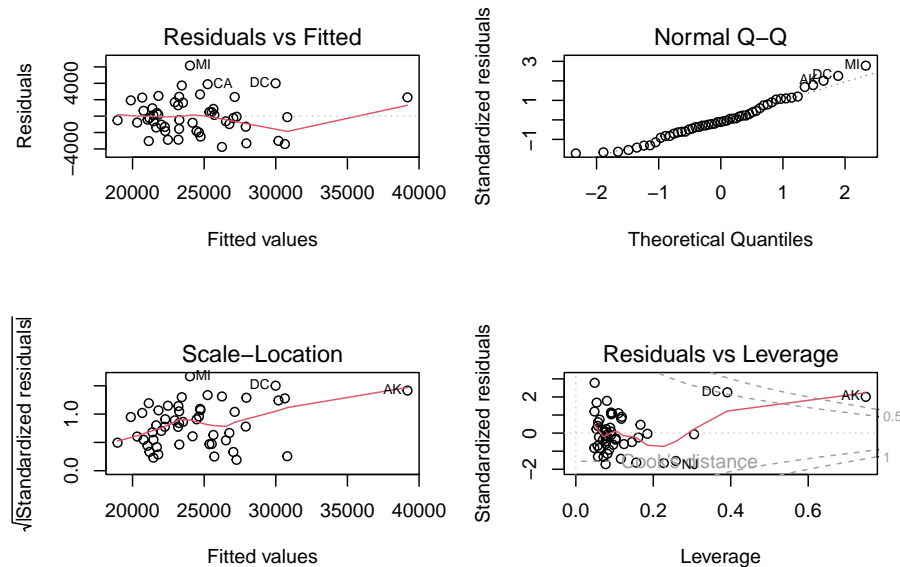 Residuals vs Fitted
Residuals
−4000
4000
MI
CA
DC
20000
25000
30000
35000
40000
Fitted values
Normal Q−Q
Standardized residuals
−1
1
3
MI
DC
AK
−2
−1
0
1
2
Theoretical Quantiles
Scale−Location
√|Standardized residuals|
0.0
1.0
MI
DC
AK
20000
25000
30000
35000
40000
Fitted values
Residuals vs Leverage
Standardized residuals
−2
0
2
DC
AK
NJ
Cook's distance
0.5
1
0.0
0.2
0.4
0.6
Leverage